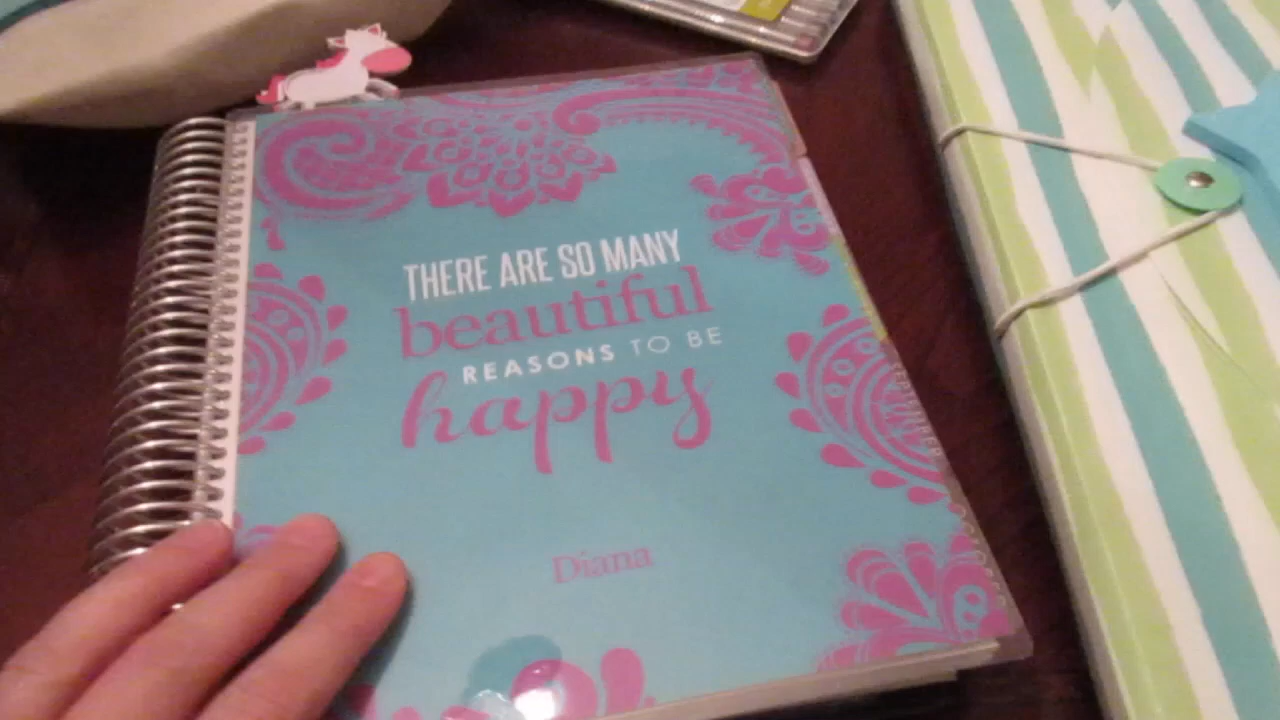 THERE ARE SO MANY
beautiful
REASONS TO BE
happy
Diana